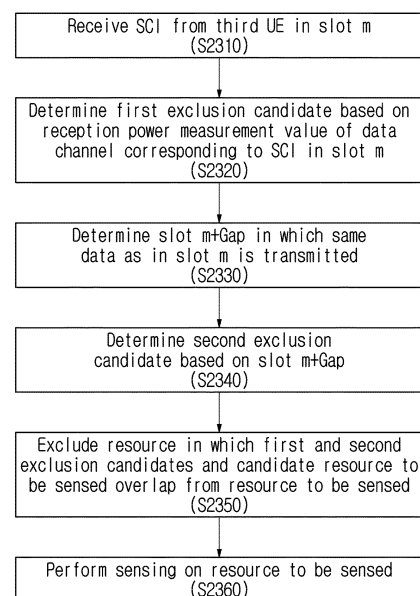 Receive SCI from third UE in slot m
(S2310)
Determine first exclusion candidate based on
reception power measurement value of data
channel corresponding to SCI in slot m
(S2320)
Determine slot m+Gap in which same
data as in slot m is transmitted
(S2330)
Determine second exclusion
candidate based on slot m+Gap
(S2340)
Exclude resource in which first and second
exclusion candidates and candidate resource to
be sensed overlap from resource to be sensed
(S2350)
Perform sensing on resource to be sensed
(S2360)